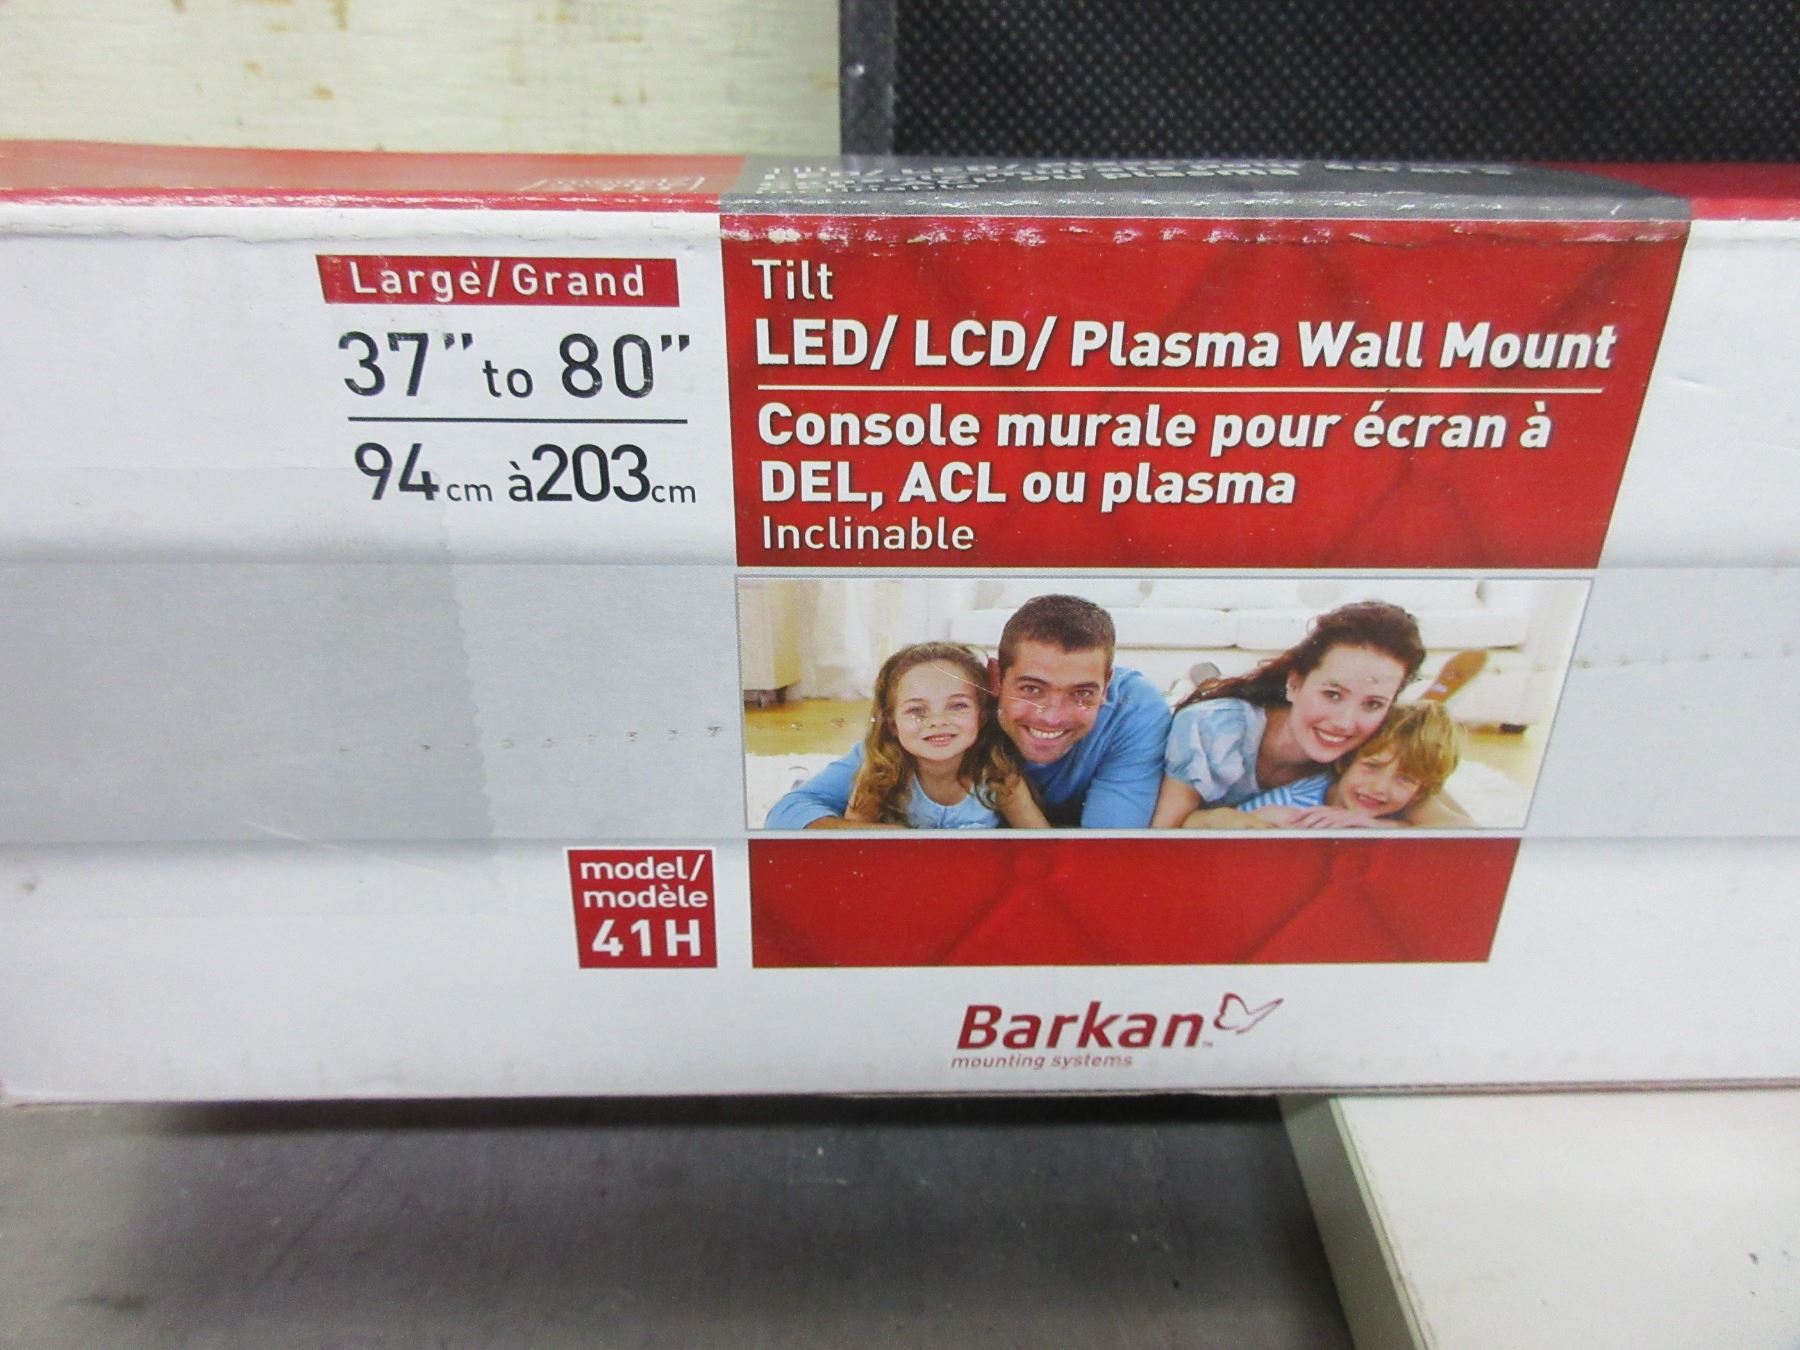 Large/Grand
37” to 80”
94cm à203cm
Tilt
LED/ LCD/ Plasma Wall Mount
Console murale pour écran à
DEL, ACL ou plasma
Inclinable
model/
modèle
41H
Barkan™
mounting systems